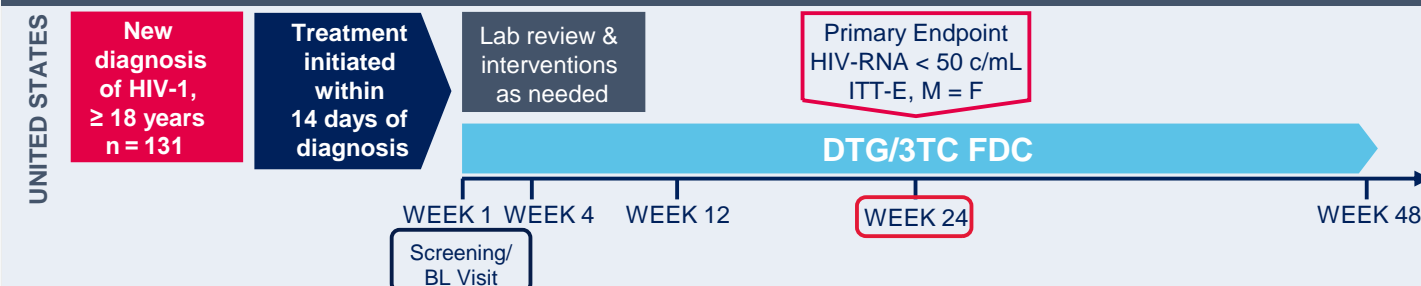 UNITED STATES
New
diagnosis
of HIV-1,
≥ 18 years
n = 131
Treatment
initiated
within
14 days of
diagnosis
Lab review &
interventions
as needed
Primary Endpoint
HIV-RNA < 50 c/mL
ITT-E, M = F
DTG/3TC FDC
WEEK 1 WEEK 4 WEEK 12 WEEK 24 WEEK 48
Screening/
BL Visit